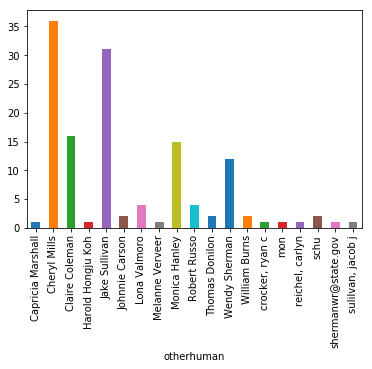 35
30
25
20
15
10
5
0
Capricia Marshall
Cheryl Mills
Claire Coleman
Harold Hongju Koh
Jake Sullivan
Johnnie Carson
Lona Valmoro
Melanne Verveer
Monica Hanley
Robert Russo
Thomas Donilon
Wendy Sherman
William Burns
crocker, ryan c
mon
reichel, carlyn
schu
shermanwr@state.gov
sulilvan, jacob j
otherhuman